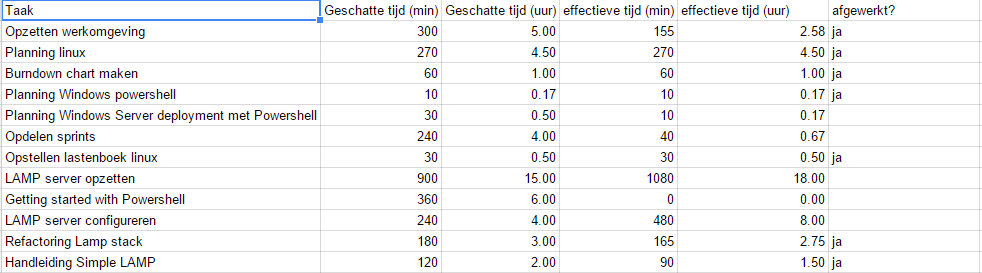 Taak Geschatte tijd (min) Geschatte tijd (uur) effectieve tijd (min) effectieve tijd (uur) afgewerkt?
Opzetten werkomgeving 300 5.00 155 2.58 ja
Planning linux 270 4.50 270 4.50 ja
Burndown chart maken 60 1.00 60 1.00 ja
Planning Windows powershell 10 0.17 10 0.17 ja
Planning Windows Server deployment met Powershell 30 0.50 10 0.17
Opdelen sprints 240 4.00 40 0.67
Opstellen lastenboek linux 30 0.50 30 0.50 ja
LAMP server opzetten 900 15.00 1080 18.00
Getting started with Powershell 360 6.00 0 0.00
LAMP server configureren 240 4.00 480 8.00
Refactoring Lamp stack 180 3.00 165 2.75 ja
Handleiding Simple LAMP 120 2.00 90 1.50 ja